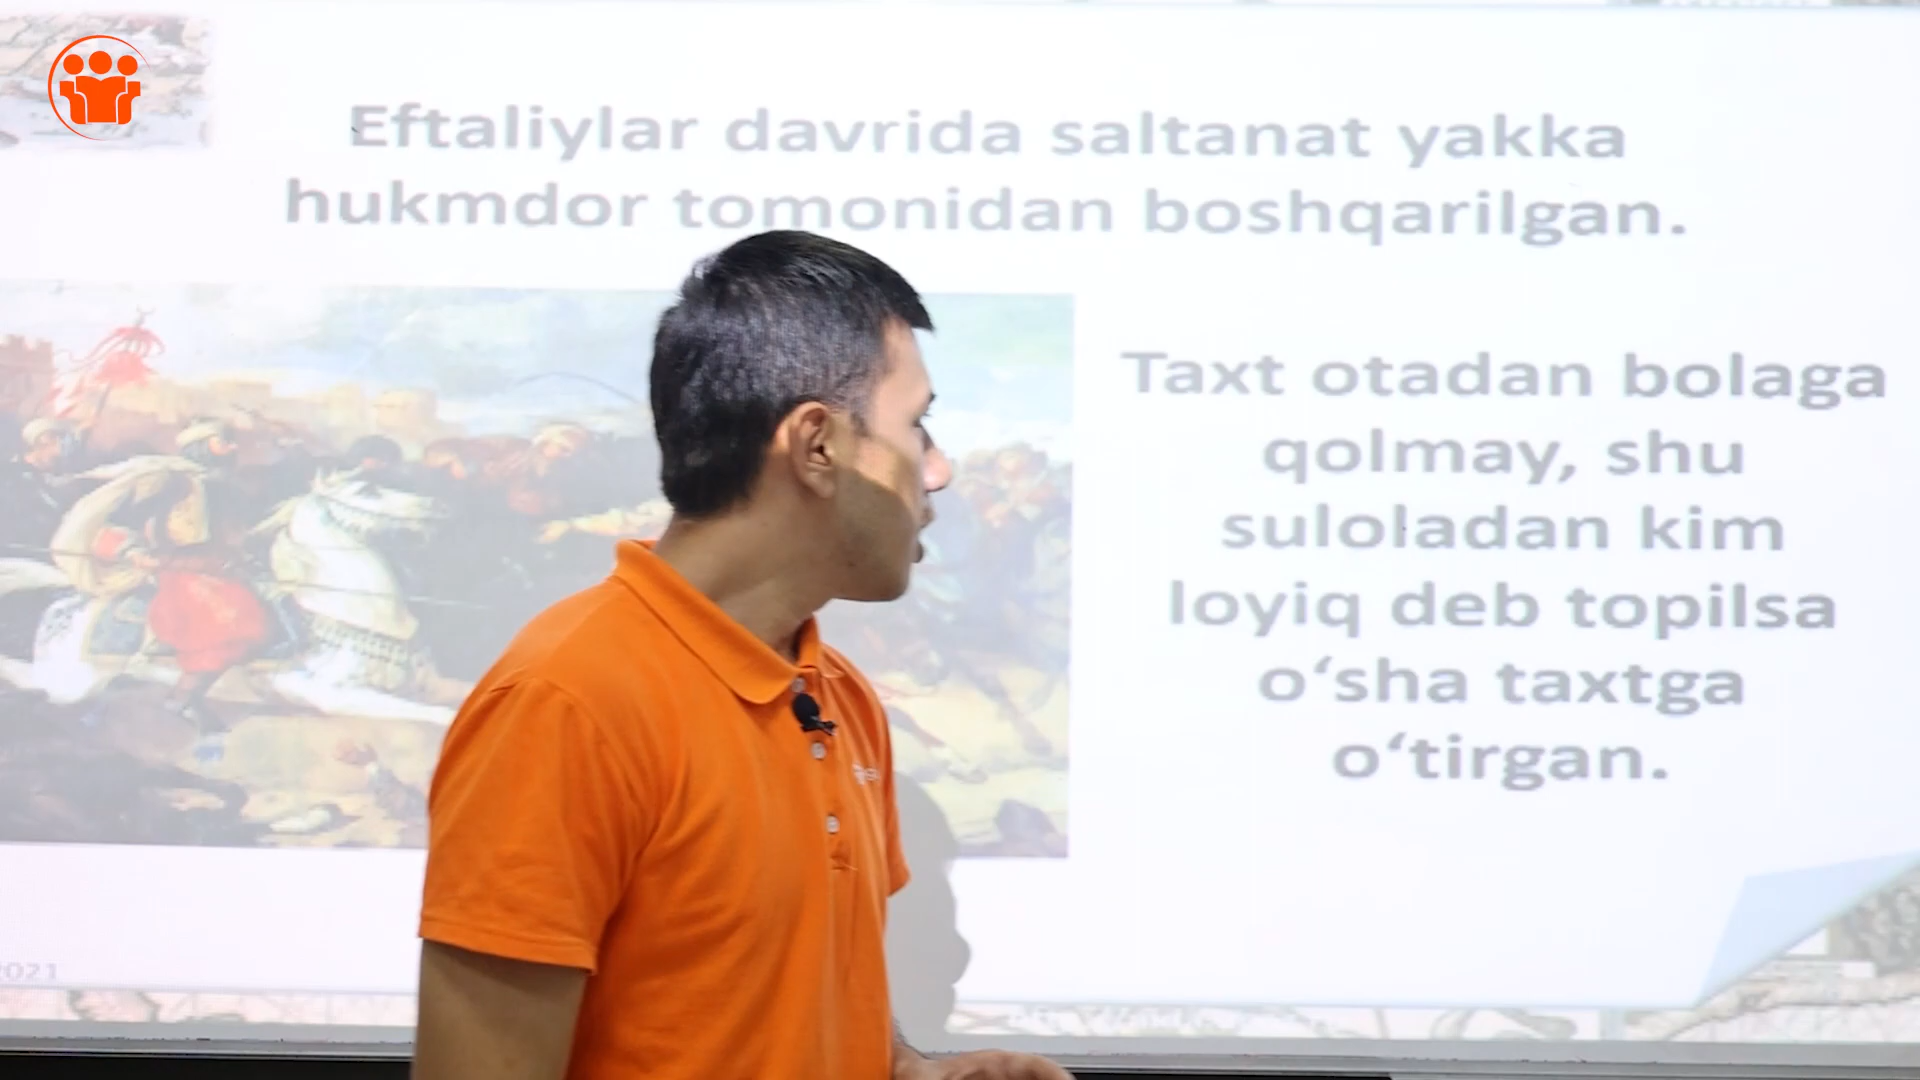 Eftaliylar davrida saltanat yakka
hukmdor tomonidan boshqarilgan.
Taxt otadan bolaga
qolmay, shu
suloladan kim
loyiq deb topilsa
o‘sha taxtga
o‘tirgan.
2021